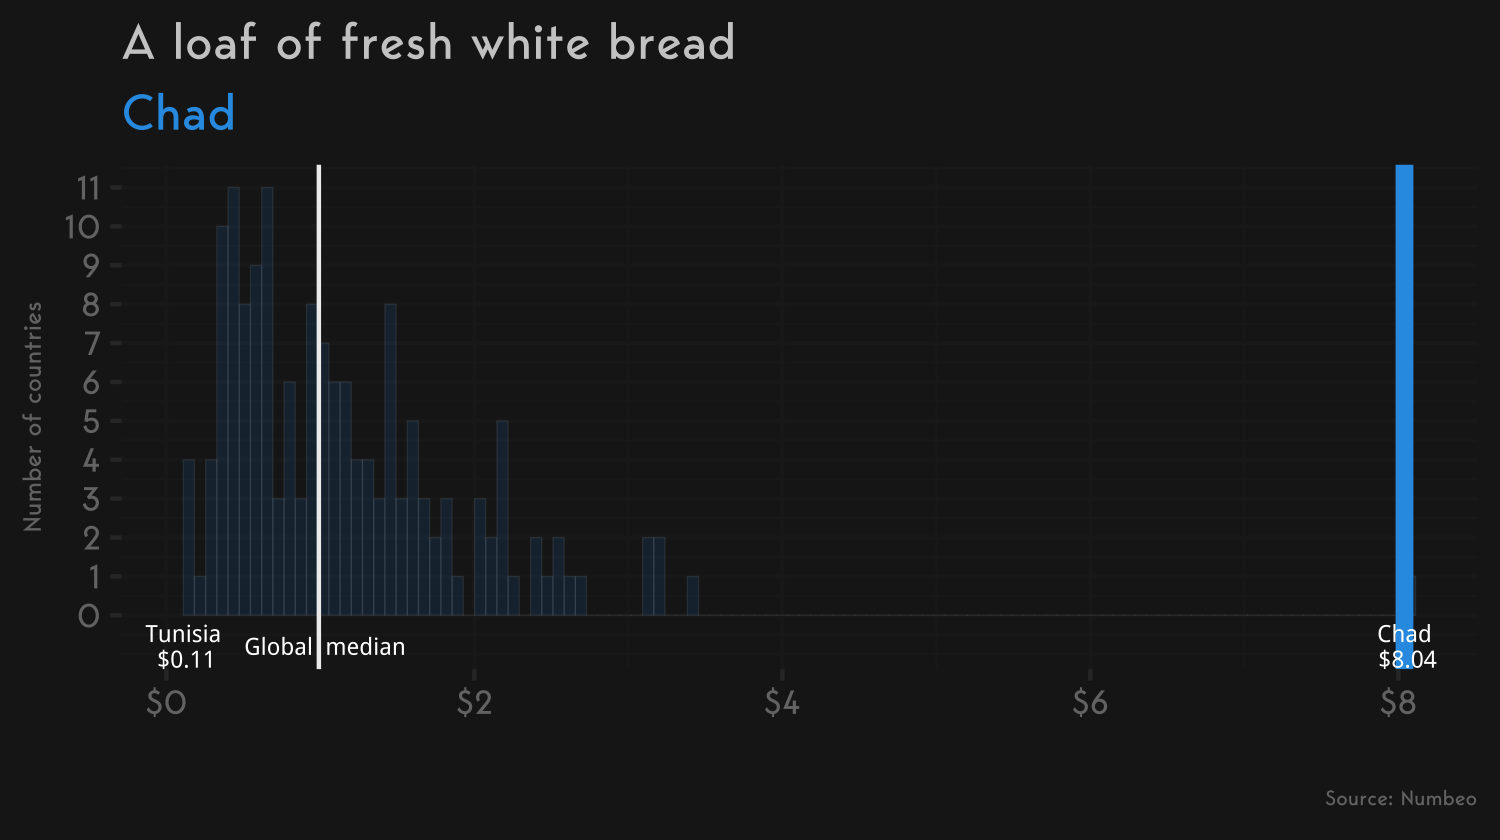 A loaf of fresh white bread
Chad
Number of countries
11
10
9
8
7
6
5
4
3
2
1
0
Tunisia
$0.11
Global median
Chad
$8.04
$0
$2
$4
$6
$8
Source: Numbeo